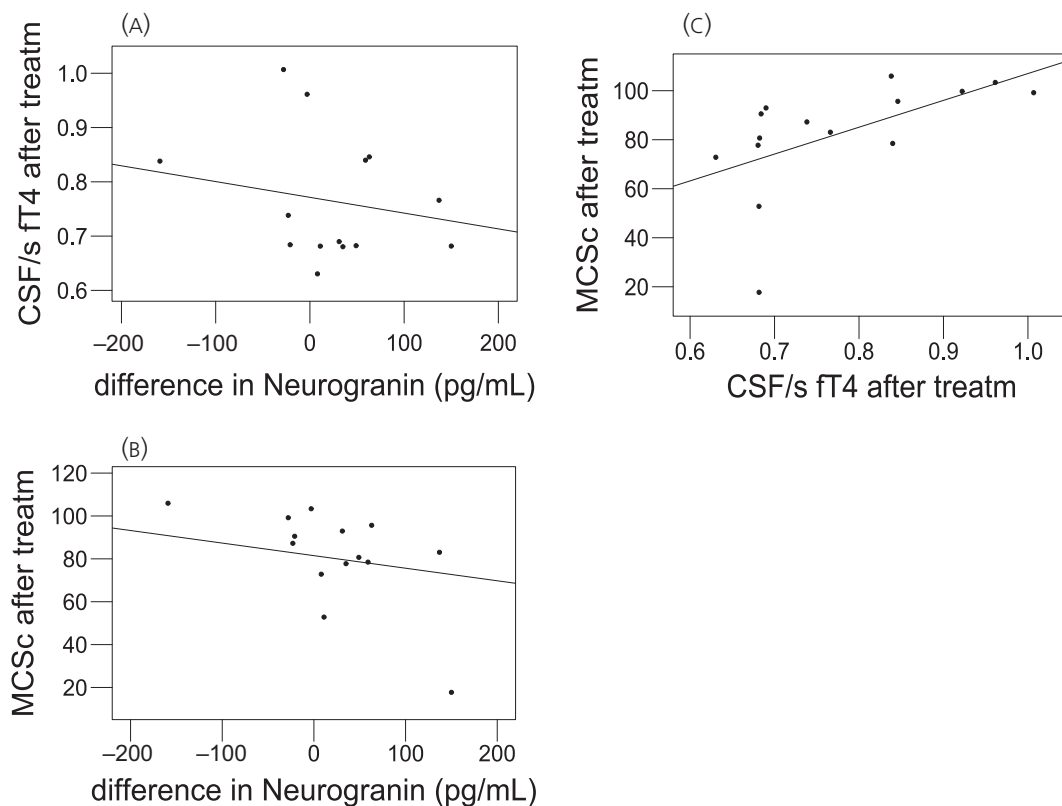 (A)
CSF/s fT4 after treatm
1.0
0.9
0.8
0.7
0.6
–200 –100 0 100 200
difference in Neurogranin (pg/mL)
(B)
MCSc after treatm
120
100
80
60
40
20
–200 –100 0 100 200
difference in Neurogranin (pg/mL)
(C)
MCSc after treatm
100
80
60
40
20
0.6 0.7 0.8 0.9 1.0
CSF/s fT4 after treatm